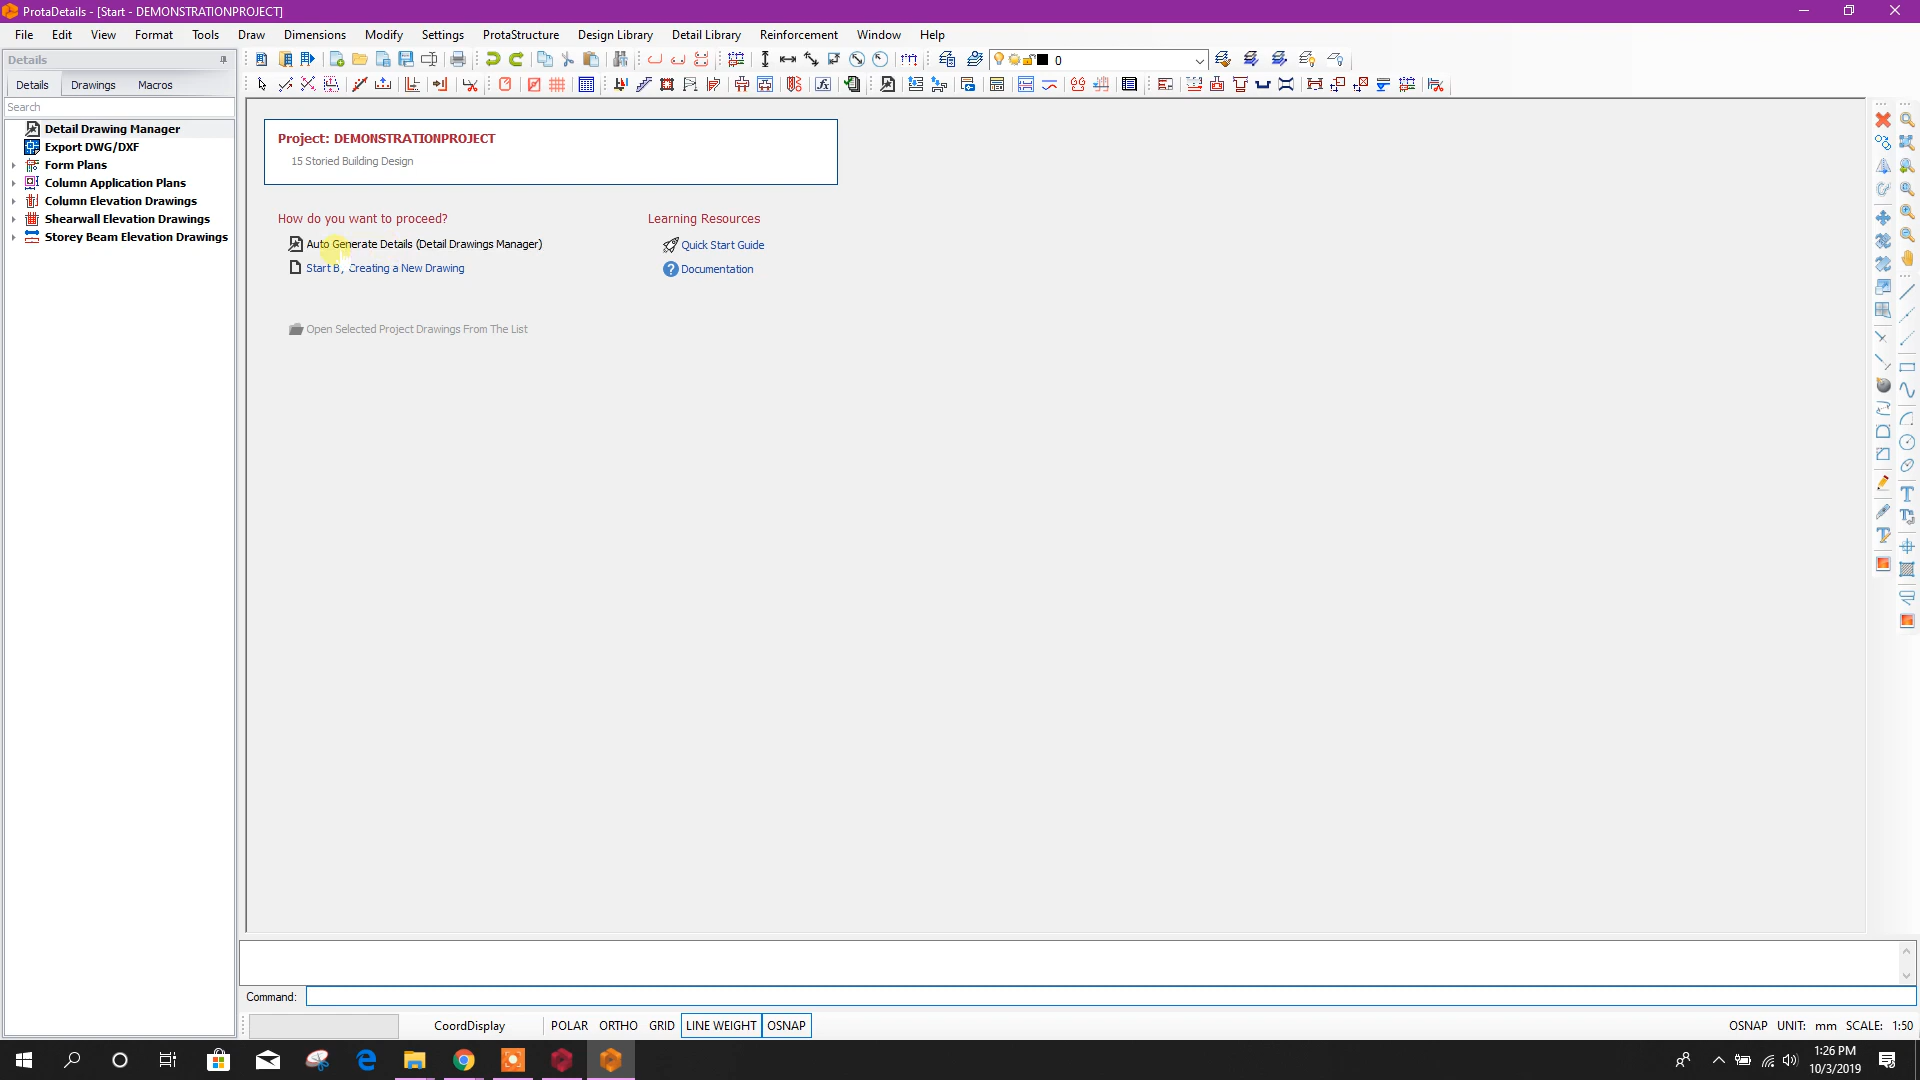 ProtaDetails - [Start - DEMONSTRATIONPROJECT]
File Edit View Format Tools Draw Dimensions Modify Settings ProtaStructure Design Library Detail Library Reinforcement Window Help
Details
0
Details Drawings Macros
Search
Detail Drawing Manager
Export DWG/DXF
Form Plans
Column Application Plans
Column Elevation Drawings
Shearwall Elevation Drawings
Storey Beam Elevation Drawings
Project: DEMONSTRATIONPROJECT
15 Storied Building Design
How do you want to proceed?
Auto Generate Details (Detail Drawings Manager)
Start B Creating a New Drawing
Open Selected Project Drawings From The List
Learning Resources
Quick Start Guide
Documentation
Command:
CoordDisplay POLAR ORTHO GRID LINE WEIGHT OSNAP
OSNAP UNIT: mm SCALE: 1:50
1:26 PM
10/3/2019